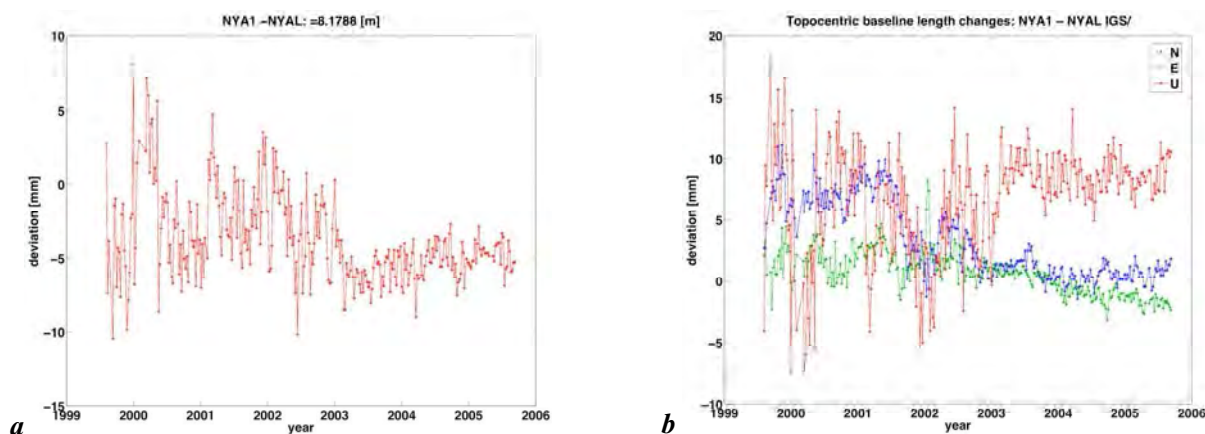 NYA1 −NYAL: =8.1788 [m]
10
5
0
−5
−10
−15
deviation [mm]
1999 2000 2001 2002 2003 2004 2005 2006
year
a
Topocentric baseline length changes: NYA1 − NYAL IGS/
20
15
10
5
0
−5
−10
deviation [mm]
N
E
U
1999 2000 2001 2002 2003 2004 2005 2006
year
b